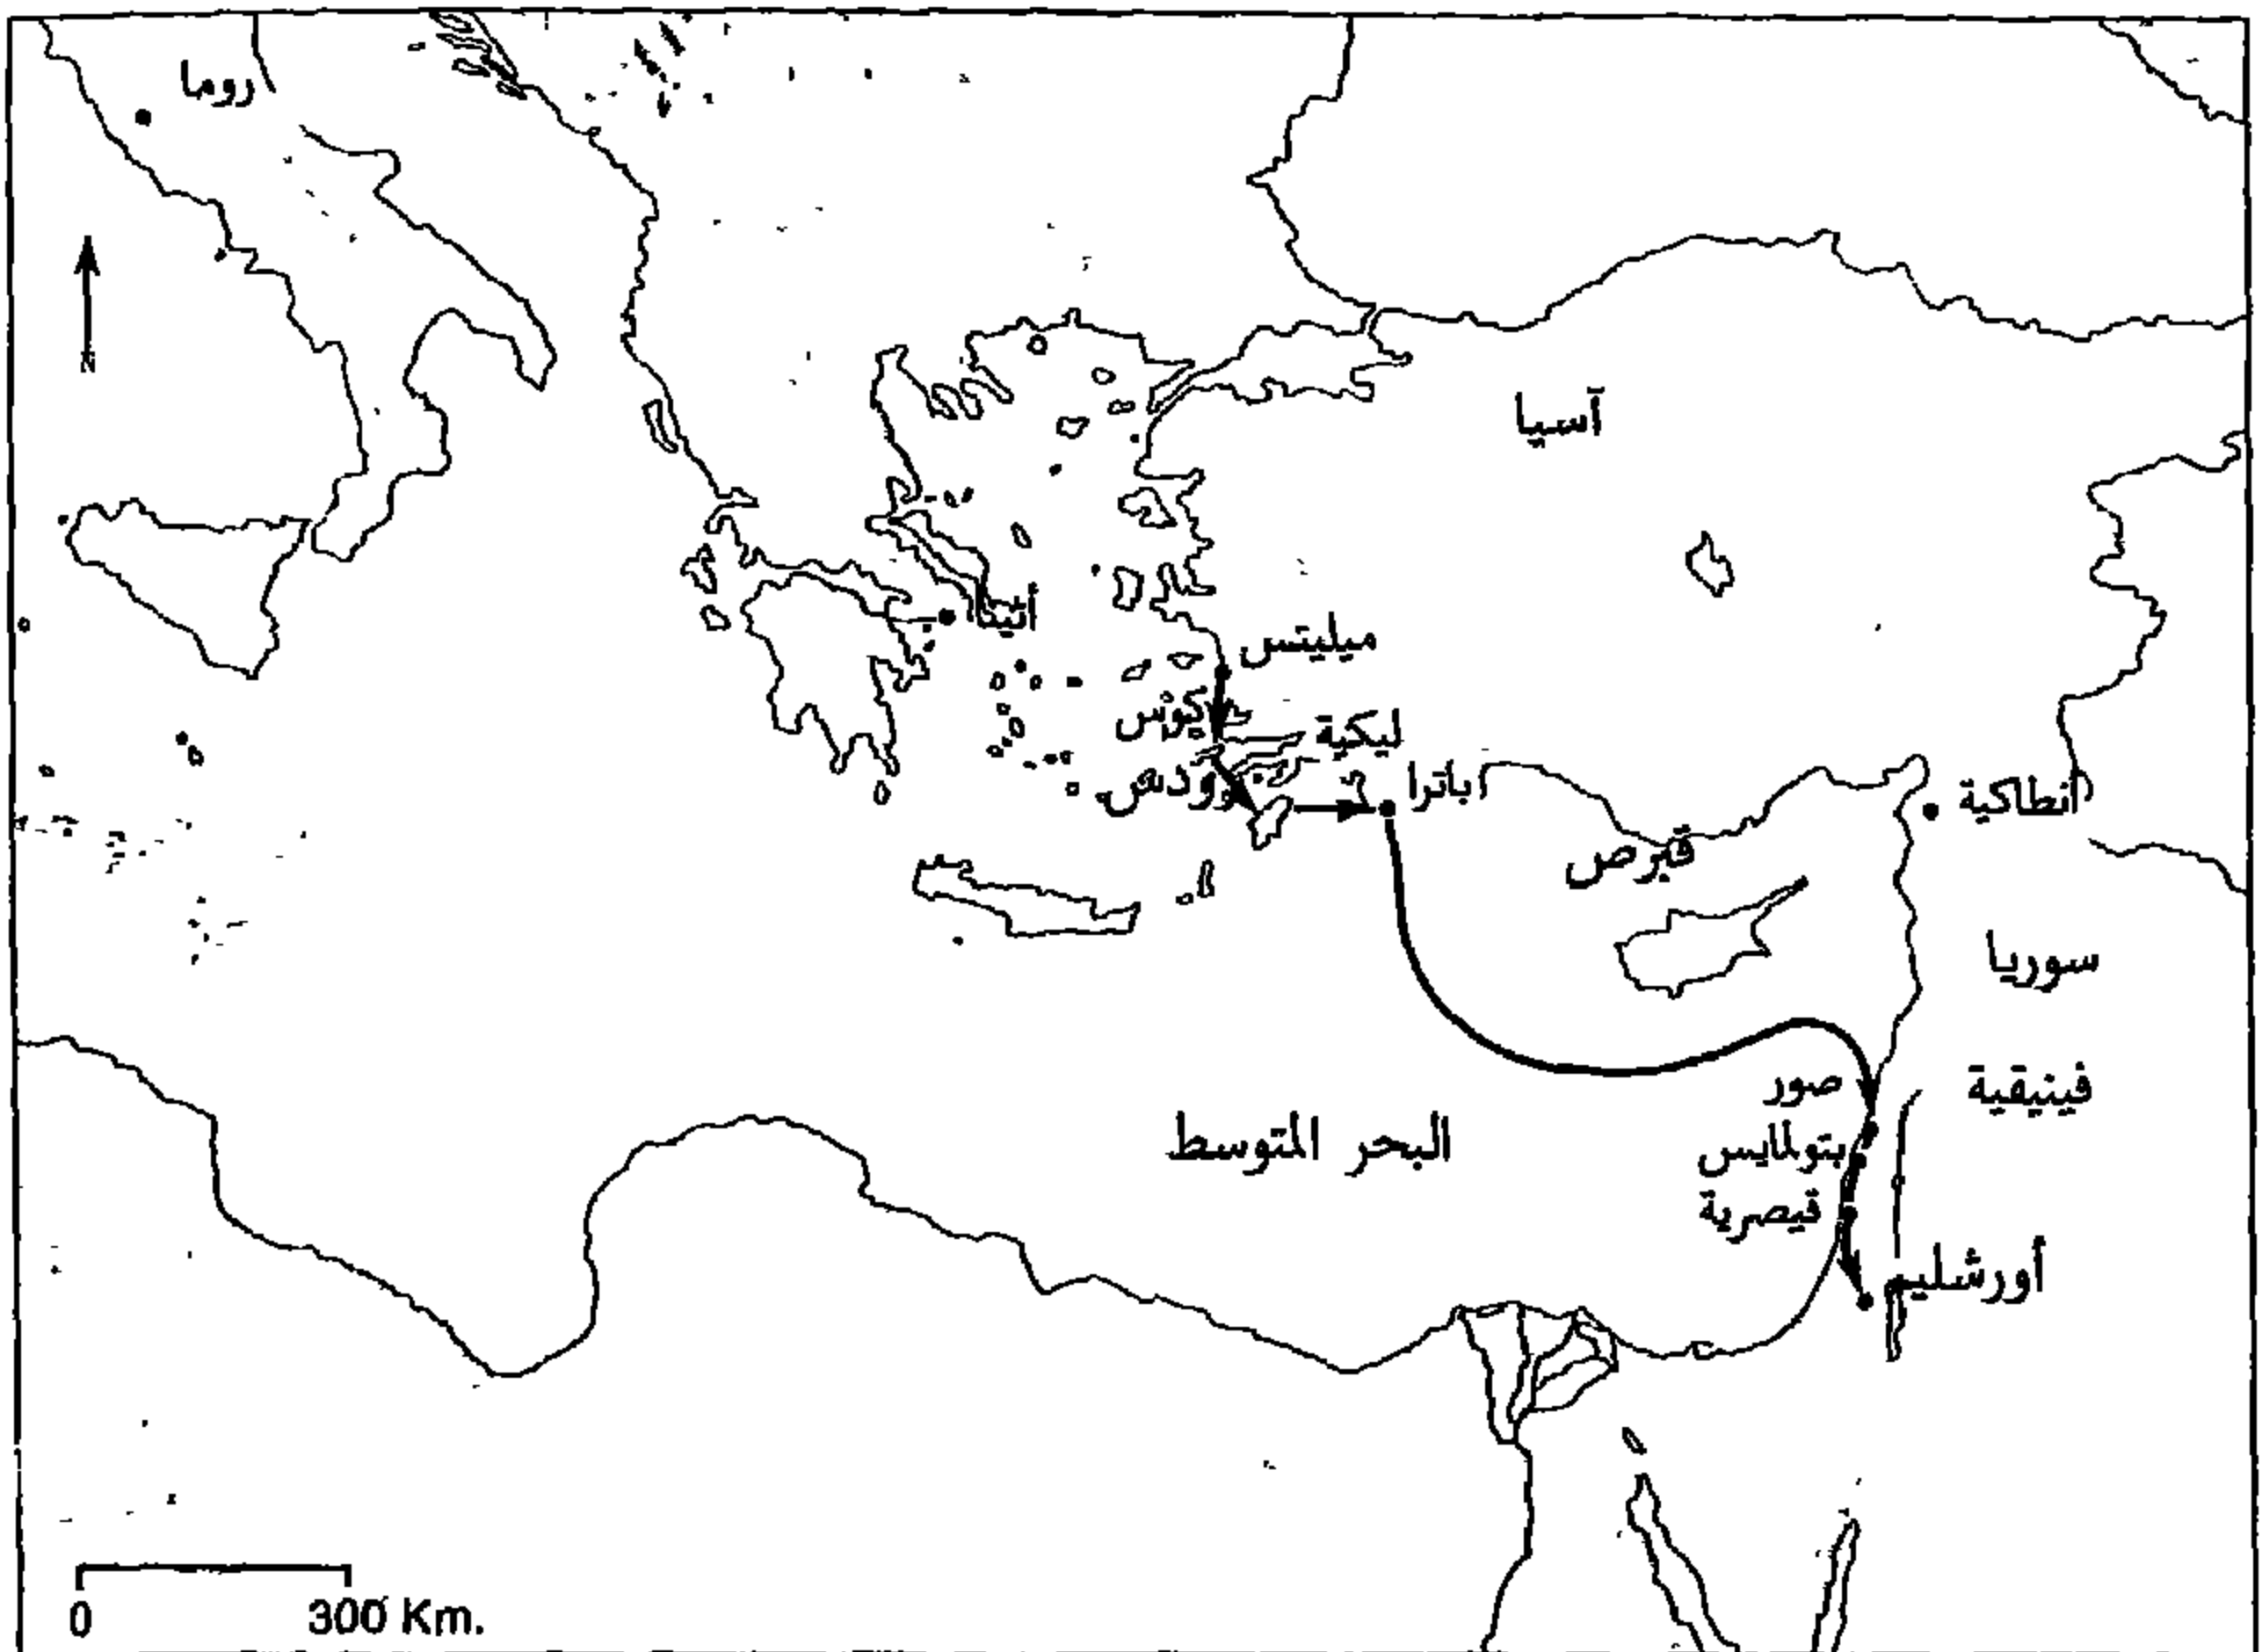 روما
آسيا
أثينا
ميليتس
كوس
ليكية
رودس
باترا
أنطاكية
قبرص
سوريا
صور
فينيقية
البحر المتوسط
بتولمايس
قيصرية
أورشليم
N
0 300 Km.